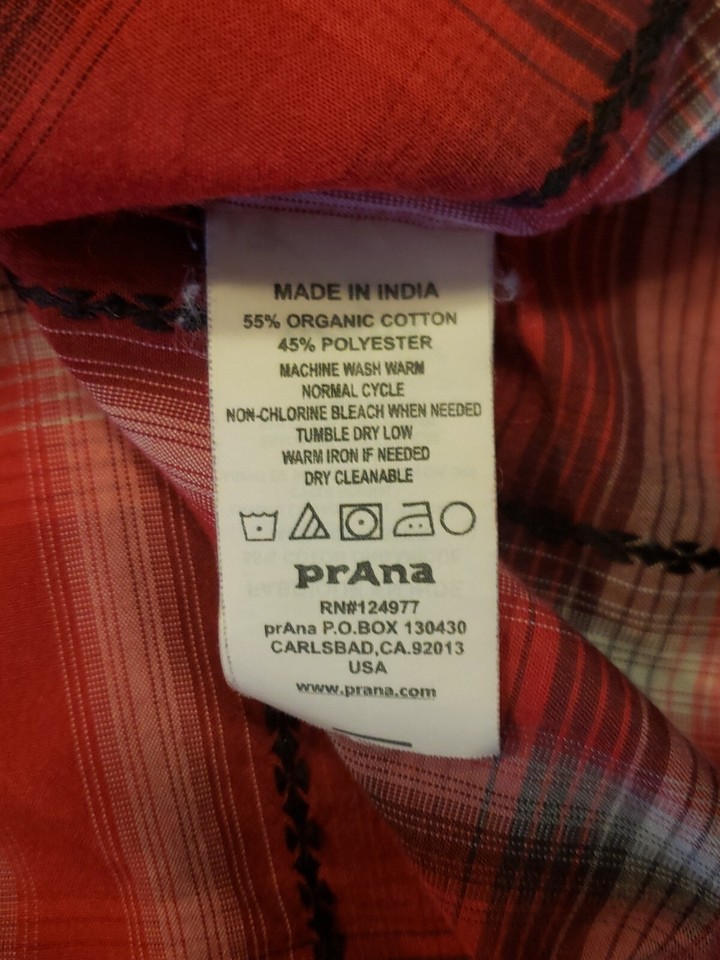 MADE IN INDIA
55% ORGANIC COTTON
45% POLYESTER
MACHINE WASH WARM
NORMAL CYCLE
NON-CHLORINE BLEACH WHEN NEEDED
TUMBLE DRY LOW
WARM IRON IF NEEDED
DRY CLEANABLE
prAna
RN#124977
prAna P.O.BOX 130430
CARLSBAD,CA.92013
USA
www.prana.com